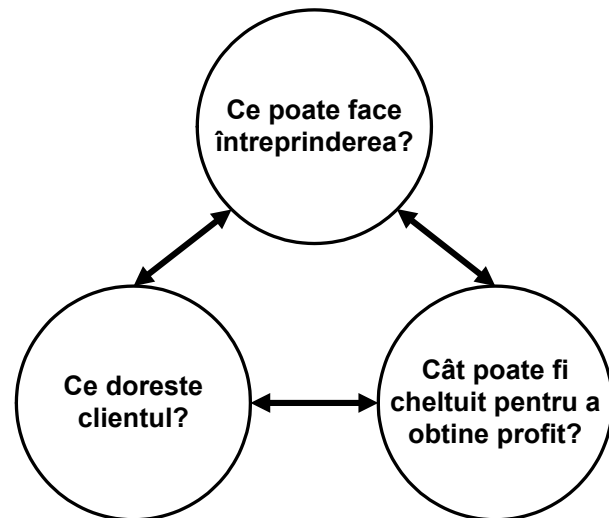 Ce poate face
întreprinderea?
Ce doreste
clientul?
Cât poate fi
cheltuit pentru a
obtine profit?